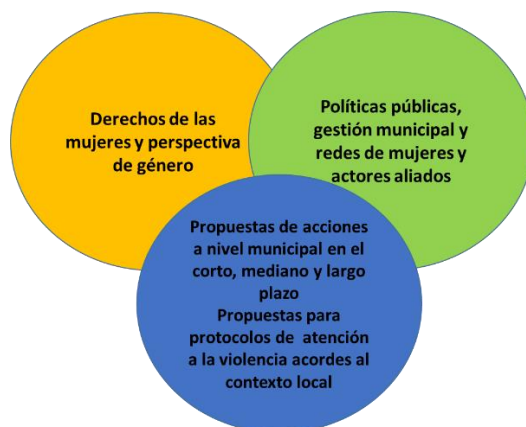 Derechos de las
mujeres y perspectiva
de género
Políticas públicas,
gestión municipal y
redes de mujeres y
actores aliados
Propuestas de acciones
a nivel municipal en el
corto, mediano y largo
plazo
Propuestas para
protocolos de atención
a la violencia acordes al
contexto local